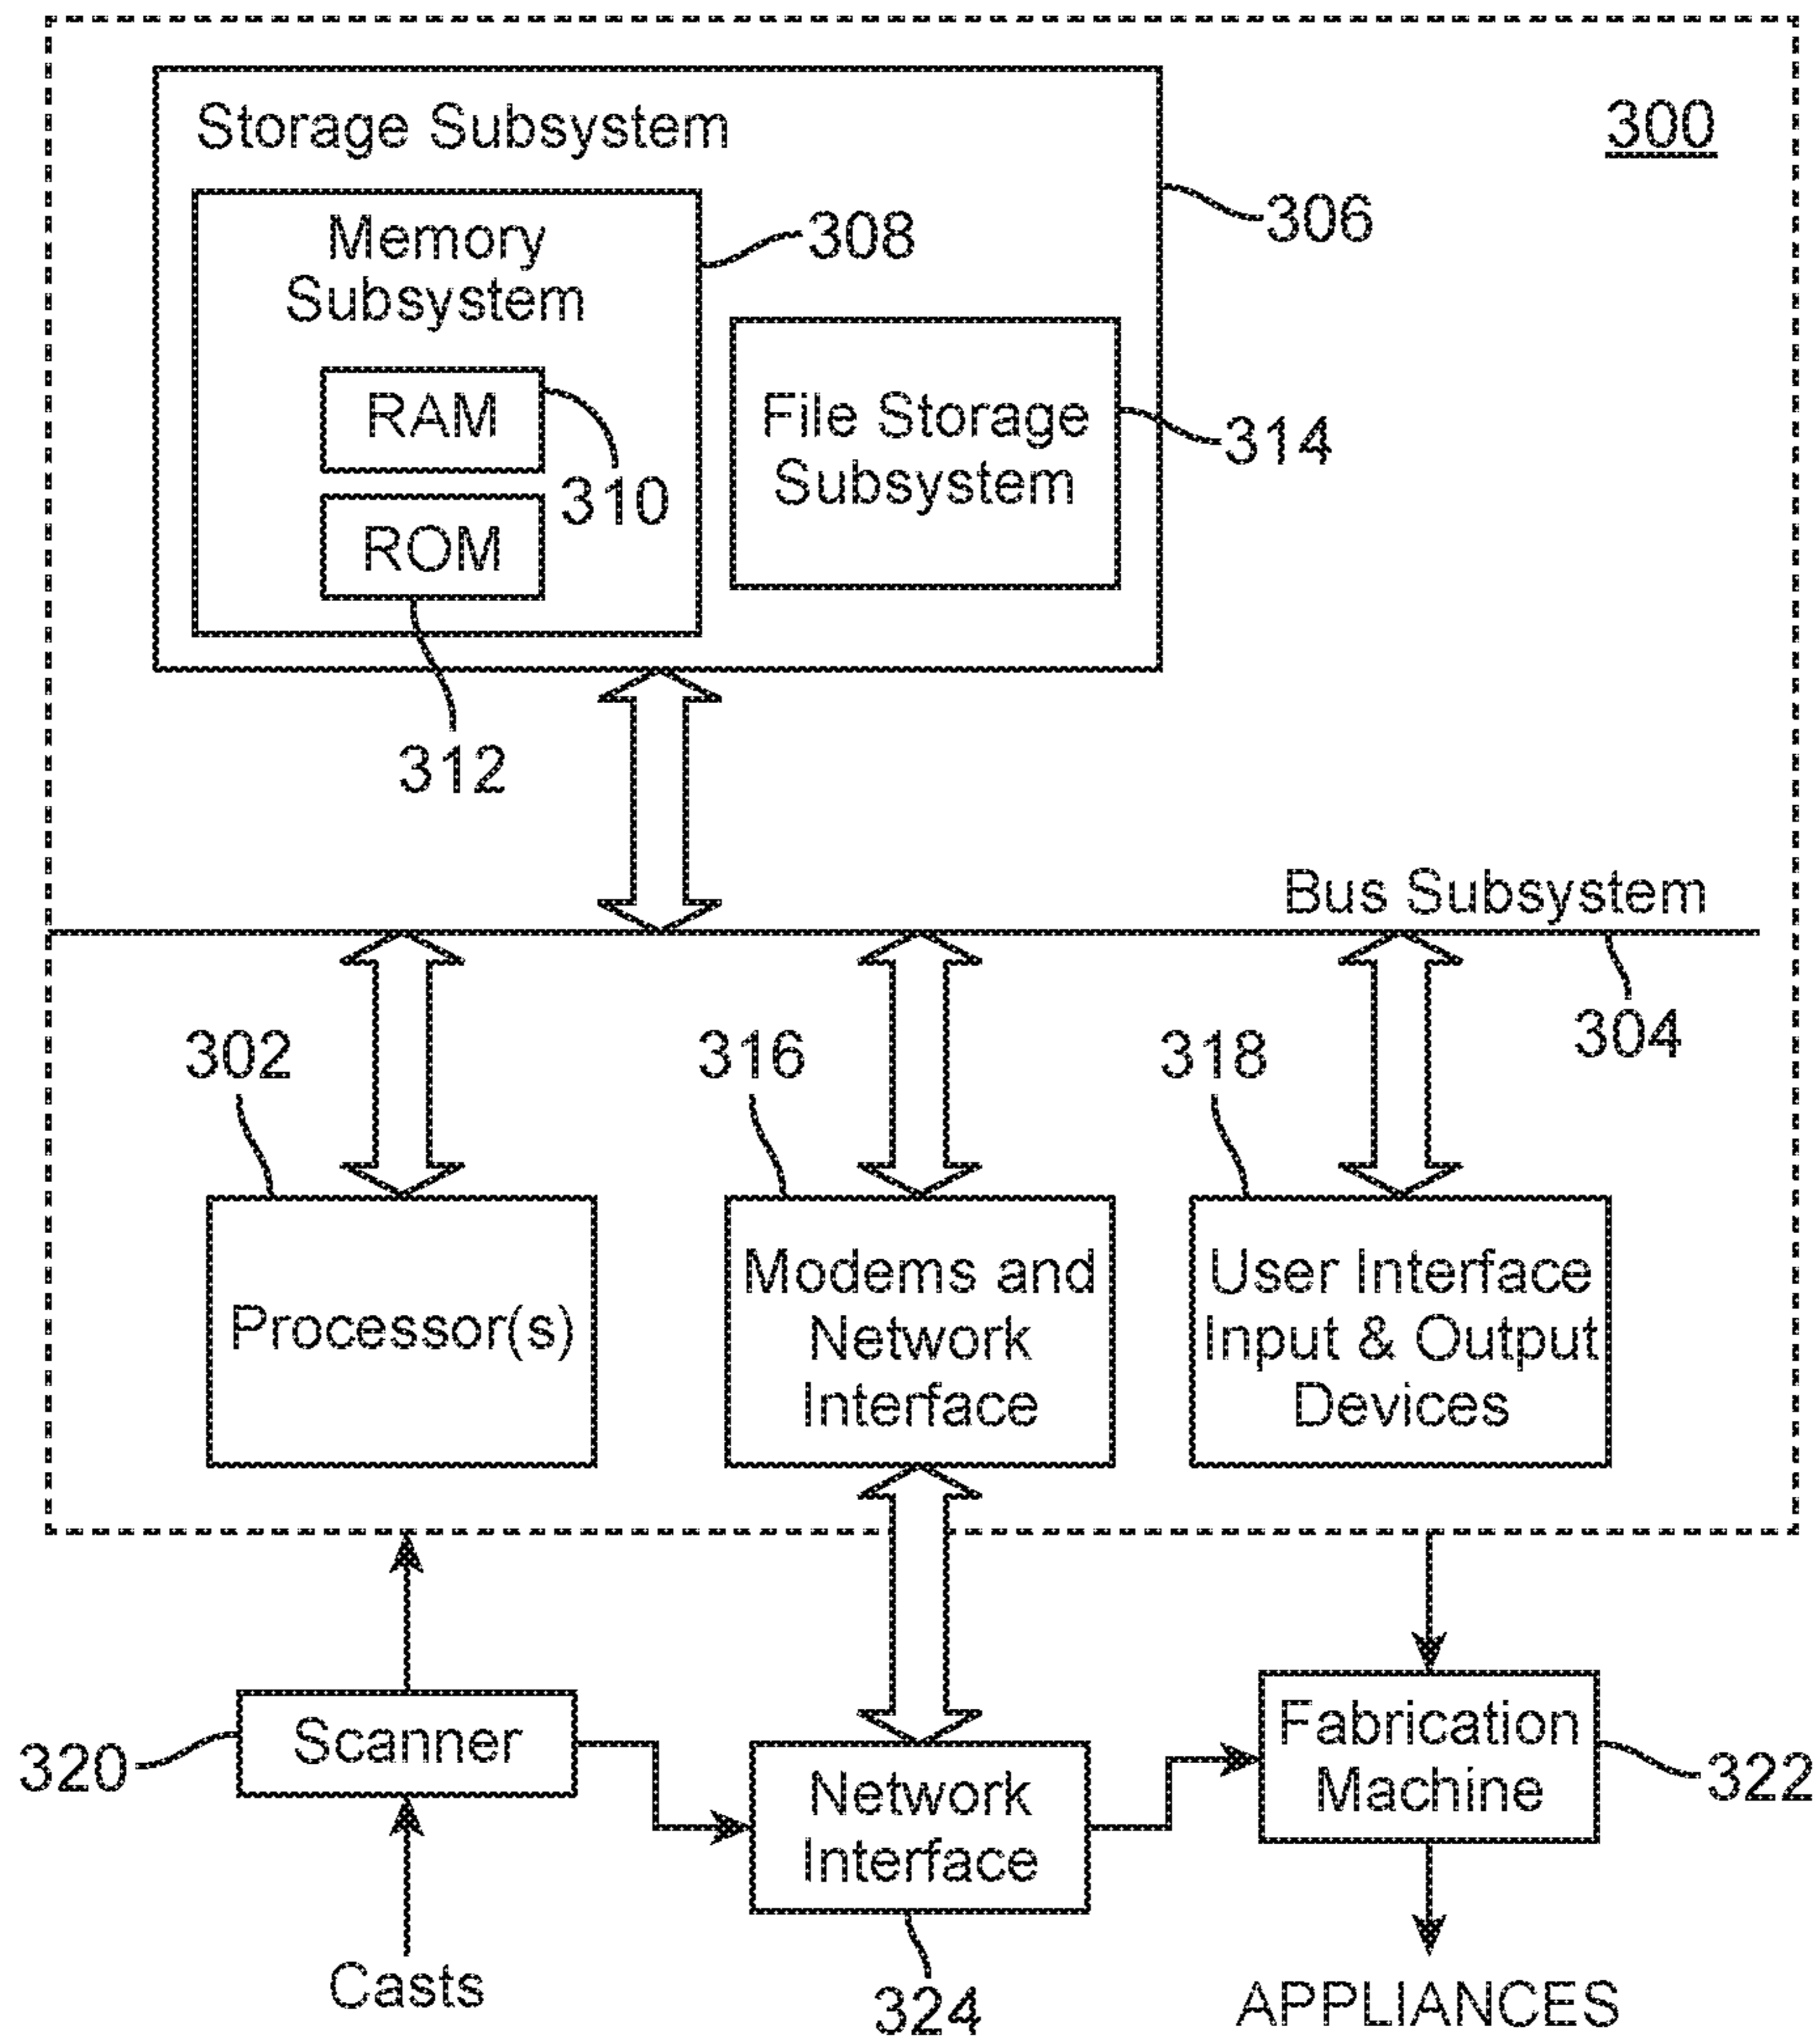 300
Storage Subsystem
306
Memory
Subsystem
308
RAM
310
ROM
312
File Storage
Subsystem
314
Bus Subsystem
304
302
316
318
Processor(s)
Modems and
Network
Interface
User Interface
Input & Output
Devices
320
Scanner
Network
Interface
324
Fabrication
Machine
322
Casts
APPLIANCES